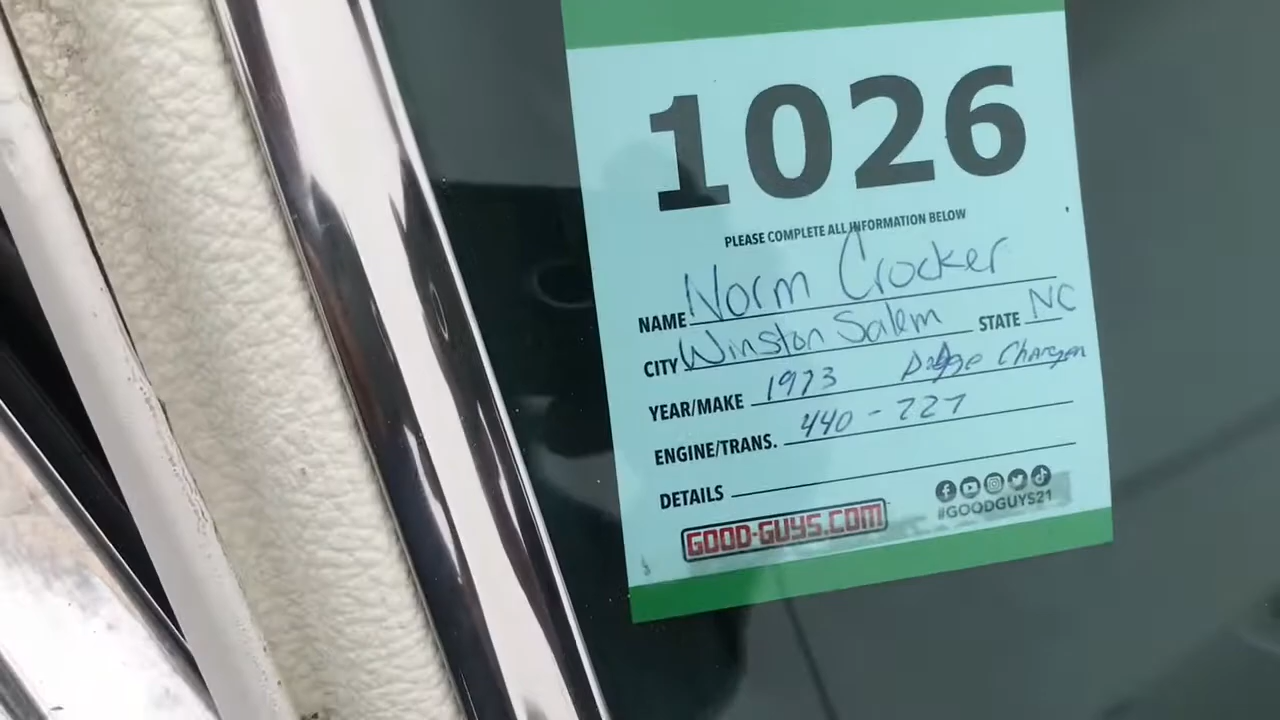 1026
PLEASE COMPLETE ALL INFORMATION BELOW
NAME Norm Crocker
CITY Winston Salem STATE NC
YEAR/MAKE 1973 Dodge Charger
ENGINE/TRANS. 440 - 727
DETAILS
GOOD-GUYS.COM
#GOODGUYS21